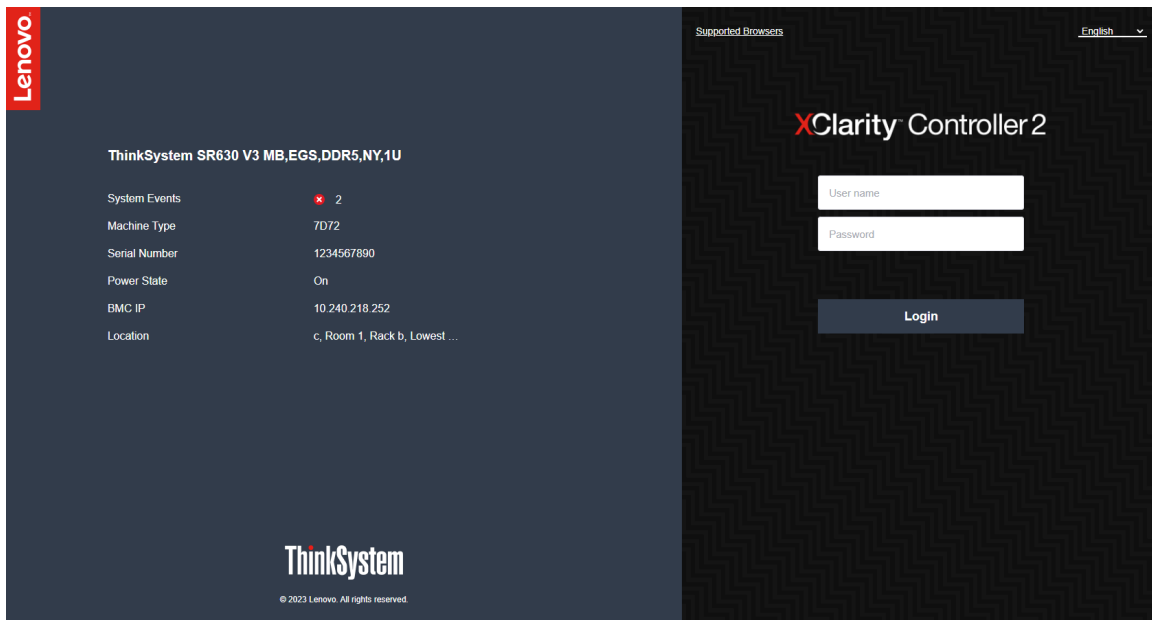 Lenovo.
Supported Browsers
English
XClarity™ Controller 2
ThinkSystem SR630 V3 MB,EGS,DDR5,NY,1U
System Events 2
Machine Type 7D72
Serial Number 1234567890
Power State On
BMC IP 10.240.218.252
Location c, Room 1, Rack b, Lowest ...
User name
Password
Login
ThinkSystem
© 2023 Lenovo. All rights reserved.